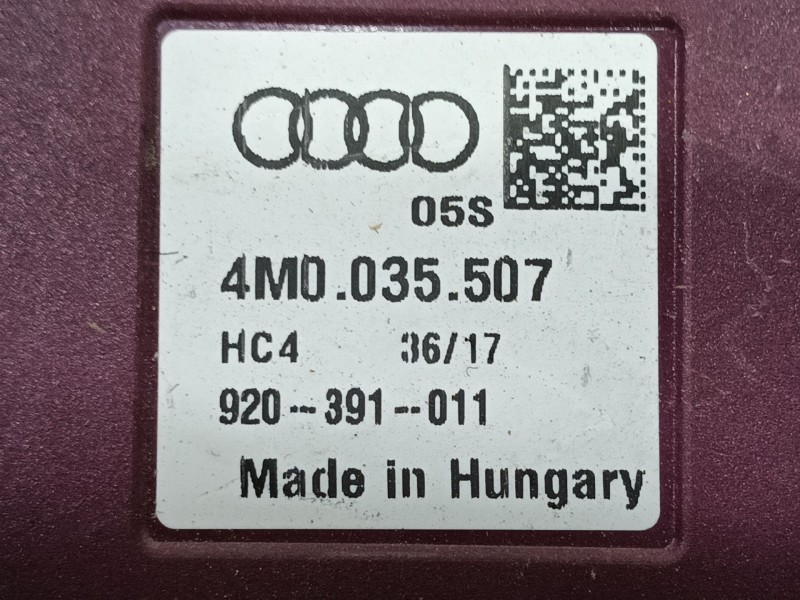 05S
4M0.035.507
HC4 36/17
920--391--011
Made in Hungary